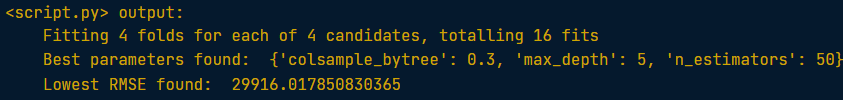 <script.py> output:
Fitting 4 folds for each of 4 candidates, totalling 16 fits
Best parameters found:  {'colsample_bytree': 0.3, 'max_depth': 5, 'n_estimators': 50}
Lowest RMSE found:  29916.017850830365